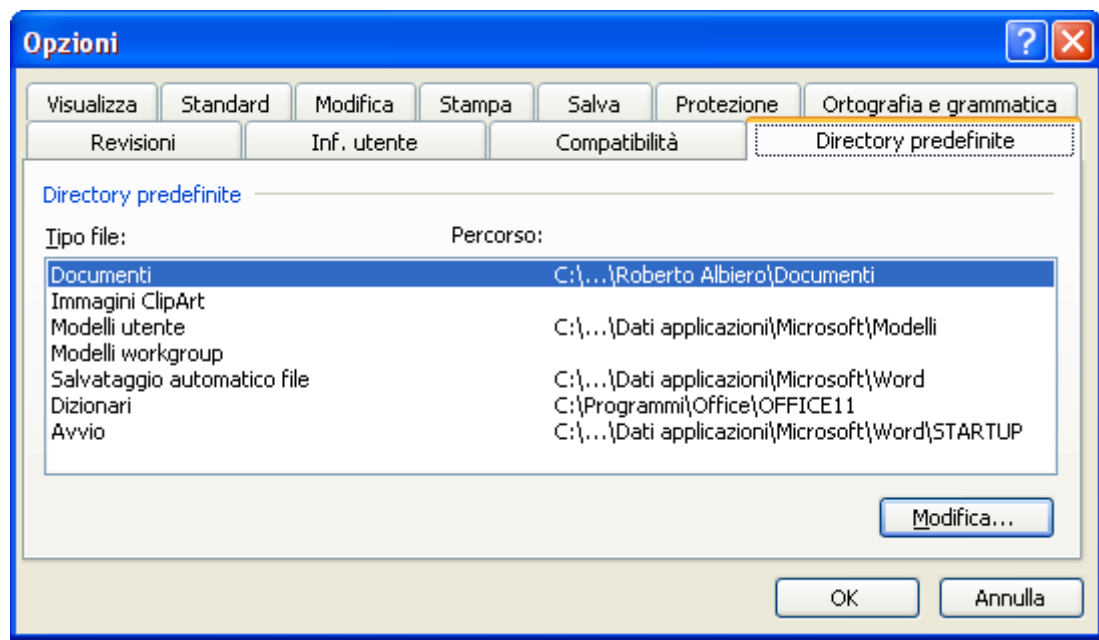 Opzioni
Visualizza Standard Modifica Stampa Salva Protezione Ortografia e grammatica
Revisioni Inf. utente Compatibilità Directory predefinite
Directory predefinite
Tipo file: Percorso:
Documenti C:\...\Roberto Albiero\Documenti
Immagini ClipArt
Modelli utente C:\...\Dati applicazioni\Microsoft\Modelli
Modelli workgroup
Salvataggio automatico file C:\...\Dati applicazioni\Microsoft\Word
Dizionari C:\Programmi\Office\OFFICE11
Avvio C:\...\Dati applicazioni\Microsoft\Word\STARTUP
Modifica...
OK Annulla